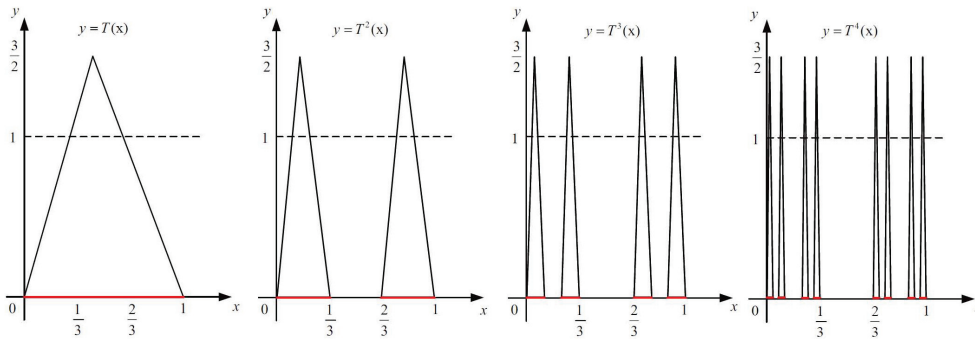 y
y = T(x)
3/2
1
0
1/3
2/3
1
x
y
y = T²(x)
3/2
1
0
1/3
2/3
1
x
y
y = T³(x)
3/2
1
0
1/3
2/3
1
x
y
y = T⁴(x)
3/2
1
0
1/3
2/3
1